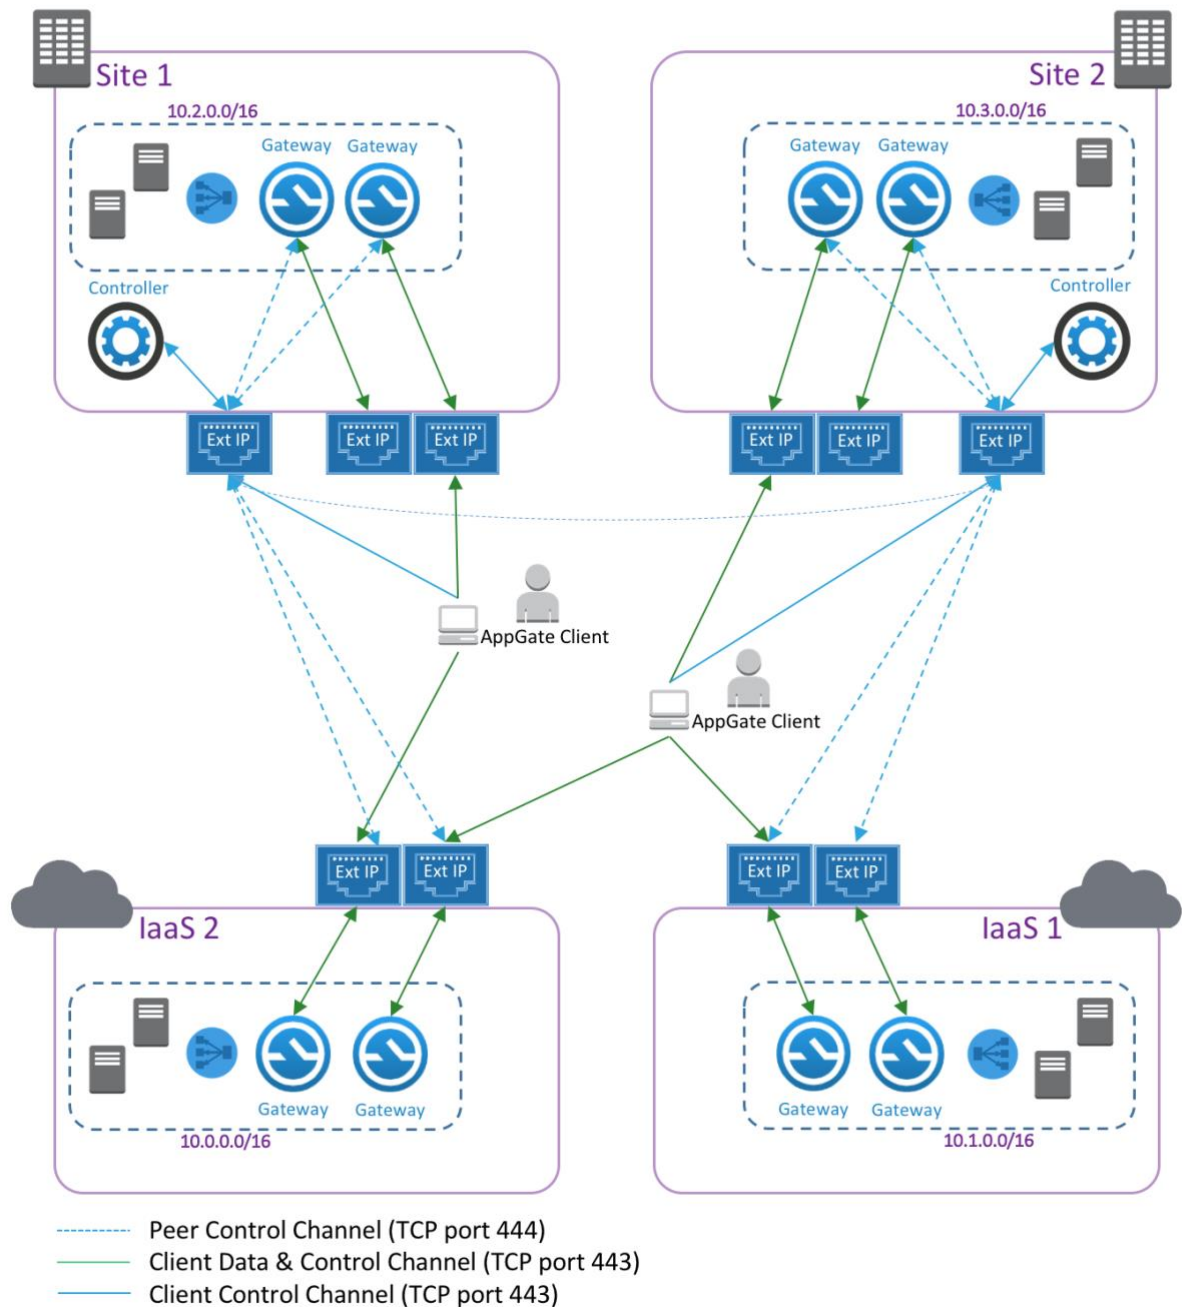 Site 1
Site 2
10.2.0.0/16
10.3.0.0/16
Gateway
Gateway
Gateway
Gateway
Controller
Controller
Ext IP
Ext IP
Ext IP
Ext IP
Ext IP
Ext IP
AppGate Client
AppGate Client
Ext IP
Ext IP
Ext IP
Ext IP
IaaS 2
IaaS 1
Gateway
Gateway
Gateway
Gateway
10.0.0.0/16
10.1.0.0/16
Peer Control Channel (TCP port 444)
Client Data & Control Channel (TCP port 443)
Client Control Channel (TCP port 443)